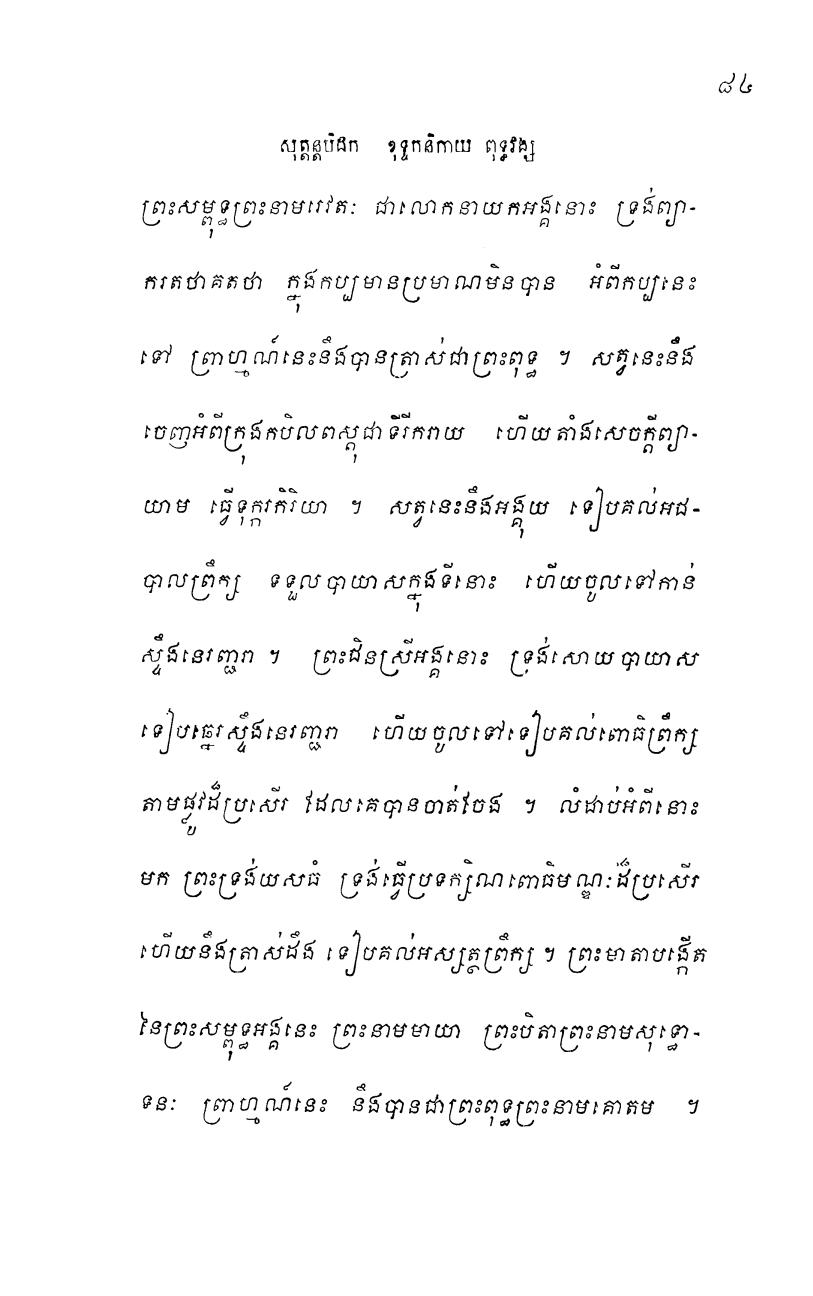 ៨៤
សុត្តន្តបិដក ខុទ្ទកនិកាយ ពុទ្ធវង្ស
ព្រះសម្ពុទ្ធព្រះនាមរេវតៈ ជាលោកនាយកអង្គនោះ ទ្រង់ព្យា-
ករតថាគតថា ក្នុងកប្បមានប្រមាណមិនបាន អំពីកប្បនេះ
ទៅ ព្រាហ្មណ៍នេះនឹងបានត្រាស់ជាព្រះពុទ្ធ ។ សត្វនេះនឹង
ចេញអំពីក្រុងកបិលពស្តុជាទីរីករាយ ហើយតាំងសេចក្តីព្យា-
យាម ធ្វើទុក្ករកិរិយា ។ សត្វនេះនឹងអង្គុយ ទៀបគល់អជ-
បាលព្រឹក្ស ទទួលបាយាសក្នុងទីនោះ ហើយចូលទៅកាន់
ស្ទឹងនេរញ្ជរា ។ ព្រះជិនស្រីអង្គនោះ ទ្រង់សោយបាយាស
ទៀបឆ្នេរស្ទឹងនេរញ្ជរា ហើយចូលទៅទៀបគល់ពោធិព្រឹក្ស
តាមផ្លូវដ៏ប្រសើរ ដែលគេបានចាត់ចែង ។ លំដាប់អំពីនោះ
មក ព្រះទ្រង់យសធំ ទ្រង់ធ្វើប្រទក្សិណពោធិមណ្ឌៈដ៏ប្រសើរ
ហើយនឹងត្រាស់ដឹង ទៀបគល់អស្សត្ថព្រឹក្ស ។ ព្រះមាតាបង្កើត
នៃព្រះសម្ពុទ្ធអង្គនេះ ព្រះនាមមាយា ព្រះបិតាព្រះនាមសុទ្ធោ-
ទនៈ ព្រាហ្មណ៍នេះ នឹងបានជាព្រះពុទ្ធព្រះនាមគោតម ។